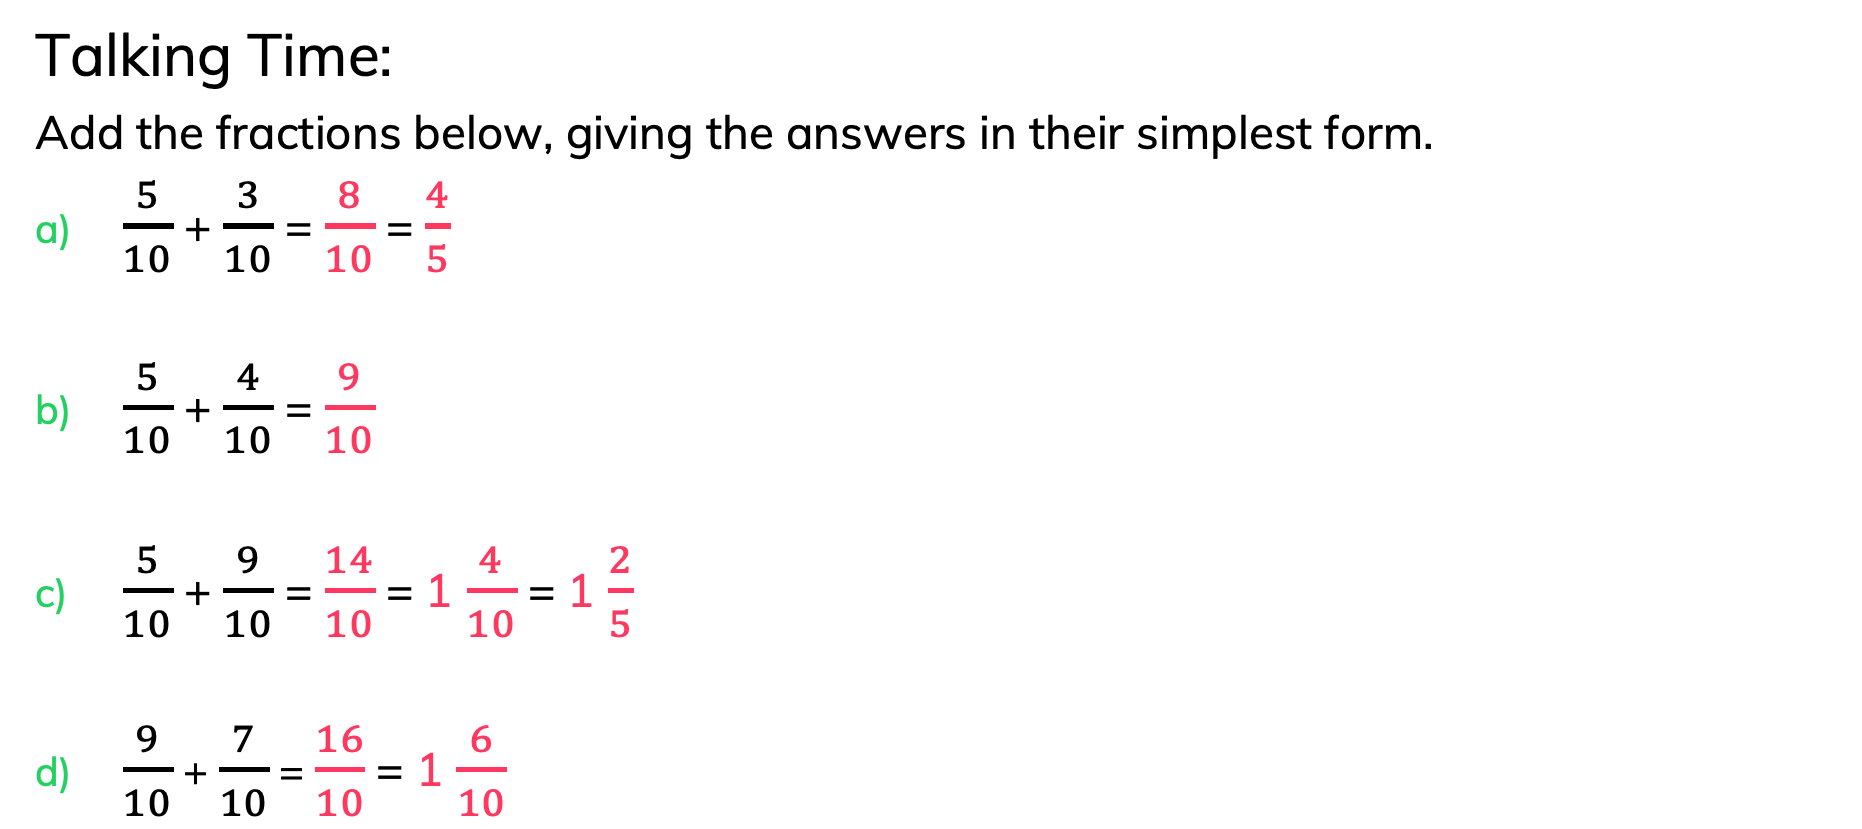 Talking Time:
Add the fractions below, giving the answers in their simplest form.
a) 5/10 + 3/10 = 8/10 = 4/5
b) 5/10 + 4/10 = 9/10
c) 5/10 + 9/10 = 14/10 = 1 4/10 = 1 2/5
d) 9/10 + 7/10 = 16/10 = 1 6/10